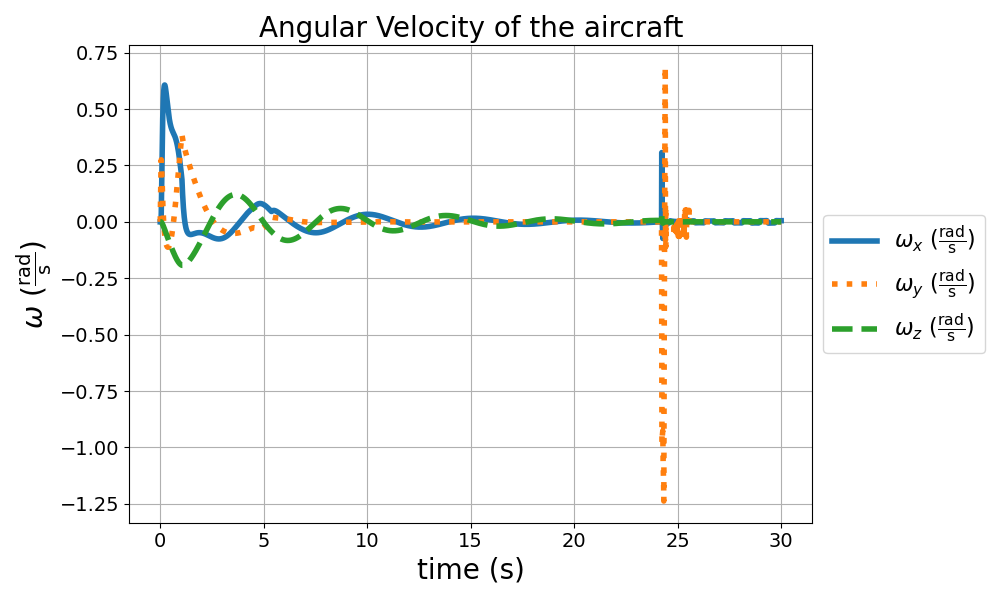 Angular Velocity of the aircraft
0.75
0.50
0.25
0.00
−0.25
−0.50
−0.75
−1.00
−1.25
ω (rad/s)
0 5 10 15 20 25 30
time (s)
ωx (rad/s)
ωy (rad/s)
ωz (rad/s)